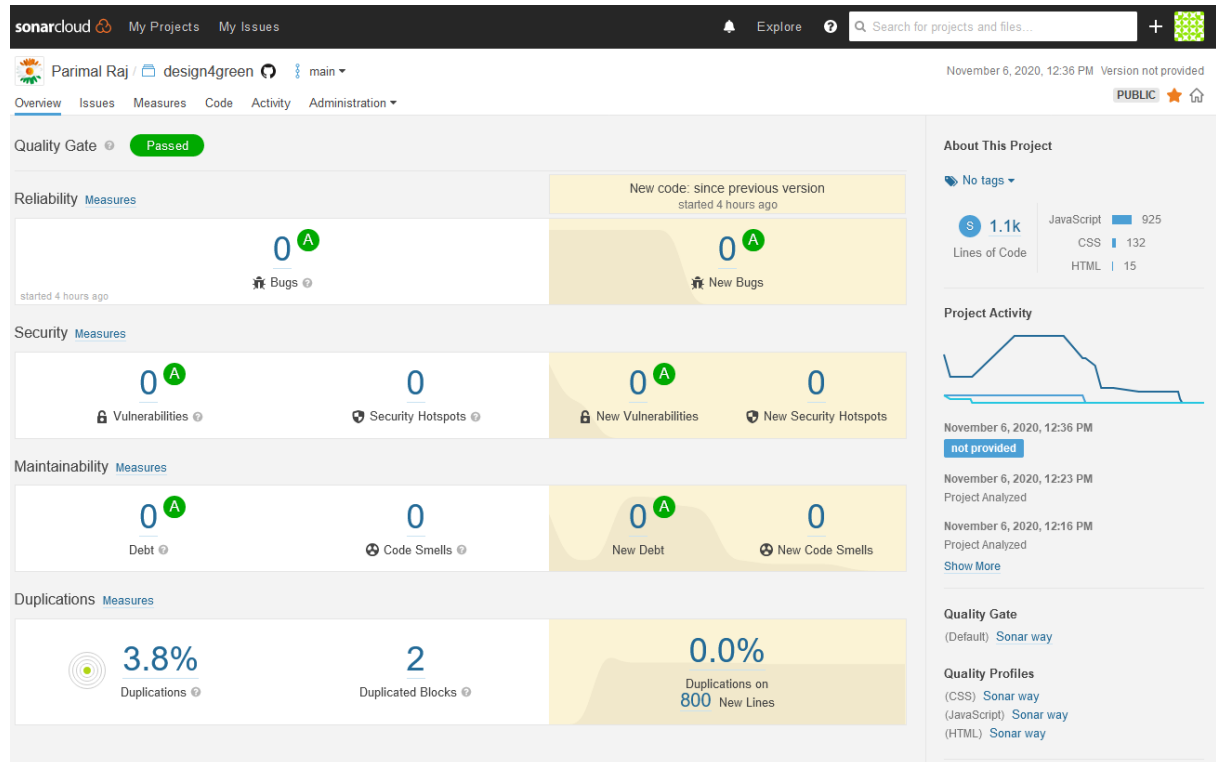 sonarcloud My Projects My Issues Explore Search for projects and files... +
Parimal Raj / design4green main
November 6, 2020, 12:36 PM Version not provided
PUBLIC
Overview Issues Measures Code Activity Administration
Quality Gate Passed
Reliability Measures
New code: since previous version
started 4 hours ago
0 A
Bugs
started 4 hours ago
0 A
New Bugs
Security Measures
0 A
Vulnerabilities
0
Security Hotspots
0 A
New Vulnerabilities
0
New Security Hotspots
Maintainability Measures
0 A
Debt
0
Code Smells
0 A
New Debt
0
New Code Smells
Duplications Measures
3.8%
Duplications
2
Duplicated Blocks
0.0%
Duplications on
800 New Lines
About This Project
No tags
S 1.1k
Lines of Code
JavaScript 925
CSS 132
HTML 15
Project Activity
November 6, 2020, 12:36 PM
not provided
November 6, 2020, 12:23 PM
Project Analyzed
November 6, 2020, 12:16 PM
Project Analyzed
Show More
Quality Gate
(Default) Sonar way
Quality Profiles
(CSS) Sonar way
(JavaScript) Sonar way
(HTML) Sonar way